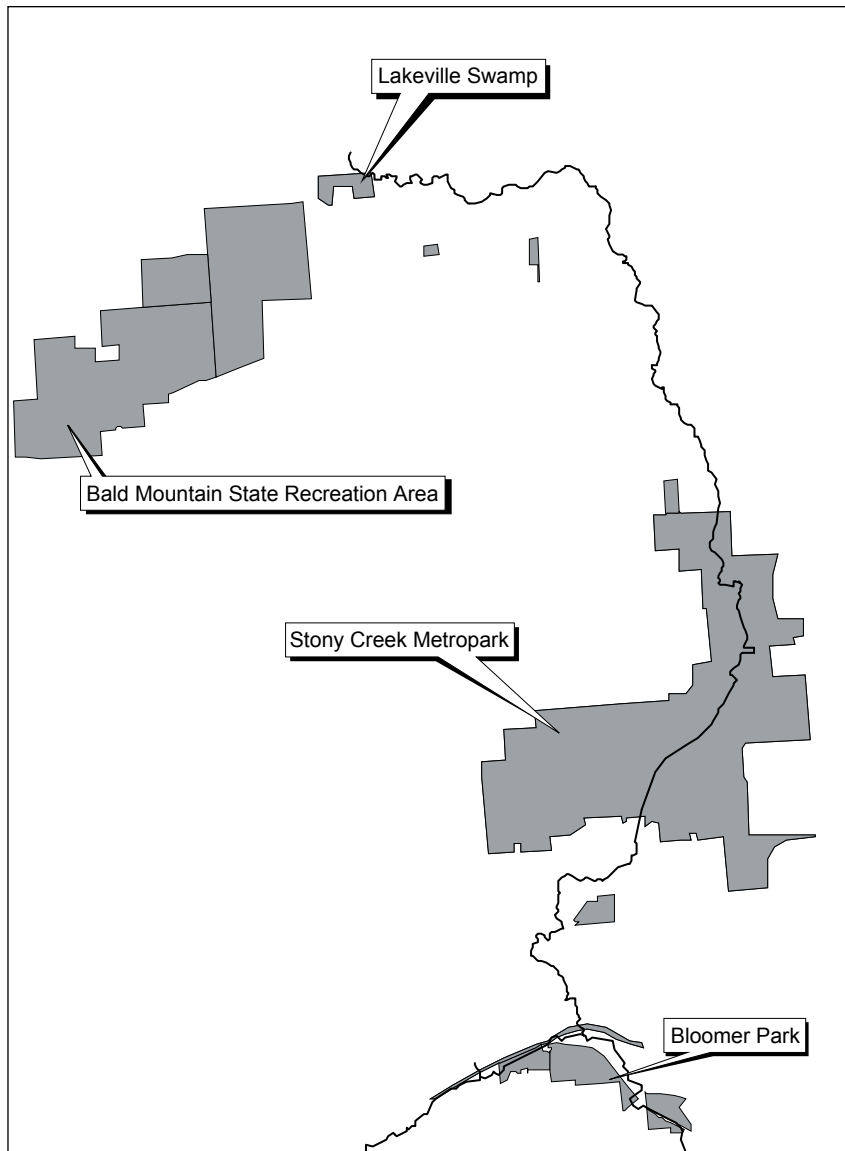 Lakeville Swamp
Bald Mountain State Recreation Area
Stony Creek Metropark
Bloomer Park